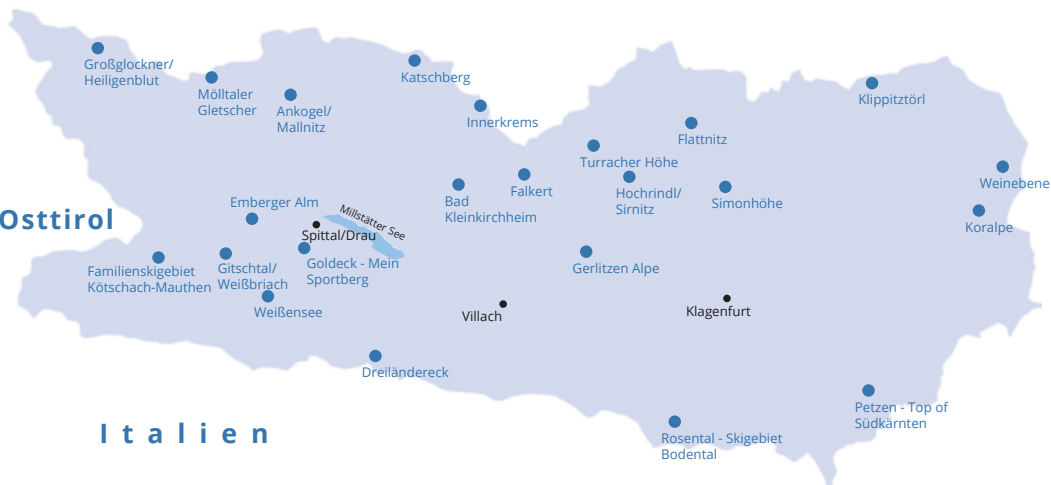 Großglockner/
Heiligenblut
Mölltaler
Gletscher
Ankogel/
Mallnitz
Katschberg
Innerkrems
Klippitztörl
Flattnitz
Turracher Höhe
Falkert
Hochrindl/
Sirnitz
Simonhöhe
Weinebene
Koralpe
Bad
Kleinkirchheim
Emberger Alm
Millstätter See
Osttirol
Spittal/Drau
Goldeck - Mein
Sportberg
Gitschtal/
Weißbriach
Familienskigebiet
Kötschach-Mauthen
Weißensee
Gerlitzen Alpe
Villach
Klagenfurt
Dreiländereck
Petzen - Top of
Südkärnten
Rosental - Skigebiet
Bodental
Italien